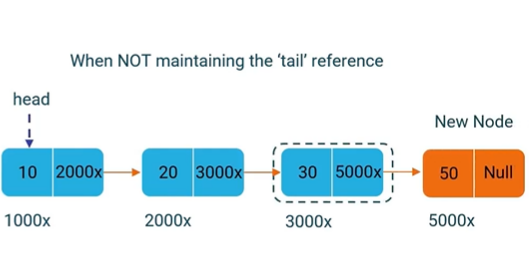 When NOT maintaining the ‘tail’ reference
head
New Node
10 2000x 20 3000x 30 5000x 50 Null
1000x 2000x 3000x 5000x